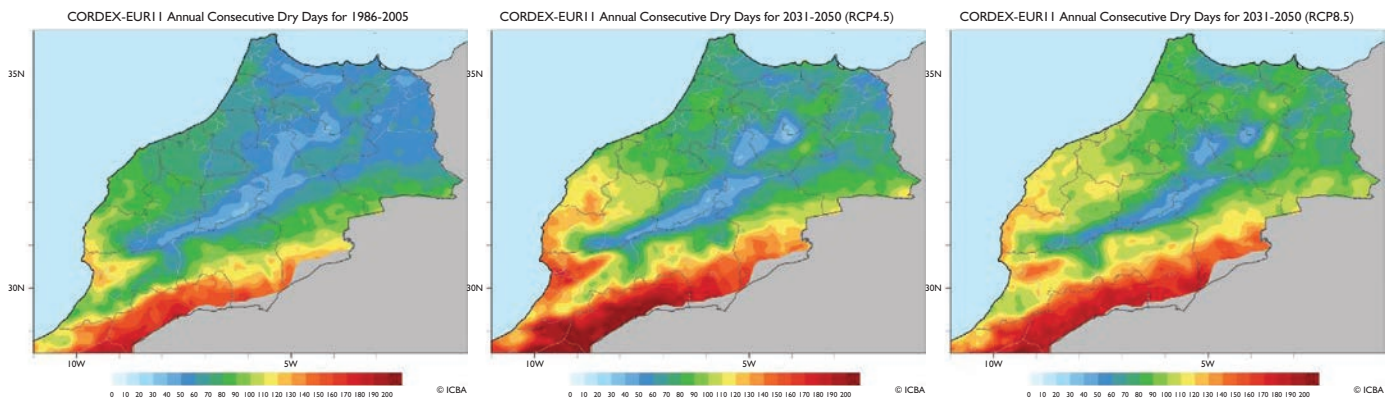 CORDEX-EUR11 Annual Consecutive Dry Days for 1986-2005
35N
30N
10W
5W
0 10 20 30 40 50 60 70 80 90 100 110 120 130 140 150 160 170 180 190 200
© ICBA
CORDEX-EUR11 Annual Consecutive Dry Days for 2031-2050 (RCP4.5)
35N
30N
10W
5W
0 10 20 30 40 50 60 70 80 90 100 110 120 130 140 150 160 170 180 190 200
© ICBA
CORDEX-EUR11 Annual Consecutive Dry Days for 2031-2050 (RCP8.5)
35N
30N
10W
5W
0 10 20 30 40 50 60 70 80 90 100 110 120 130 140 150 160 170 180 190 200
© ICBA